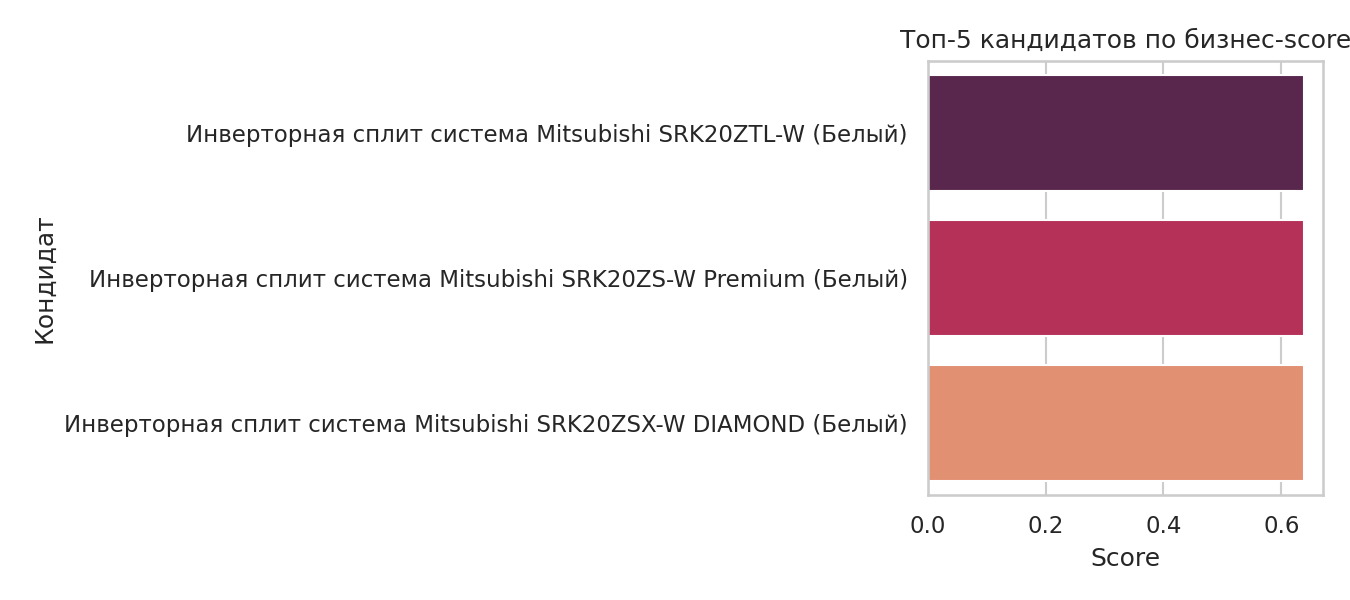 Топ-5 кандидатов по бизнес-score
Инверторная сплит система Mitsubishi SRK20ZTL-W (Белый)
Инверторная сплит система Mitsubishi SRK20ZS-W Premium (Белый)
Инверторная сплит система Mitsubishi SRK20ZSX-W DIAMOND (Белый)
Кондидат
0.0 0.2 0.4 0.6
Score